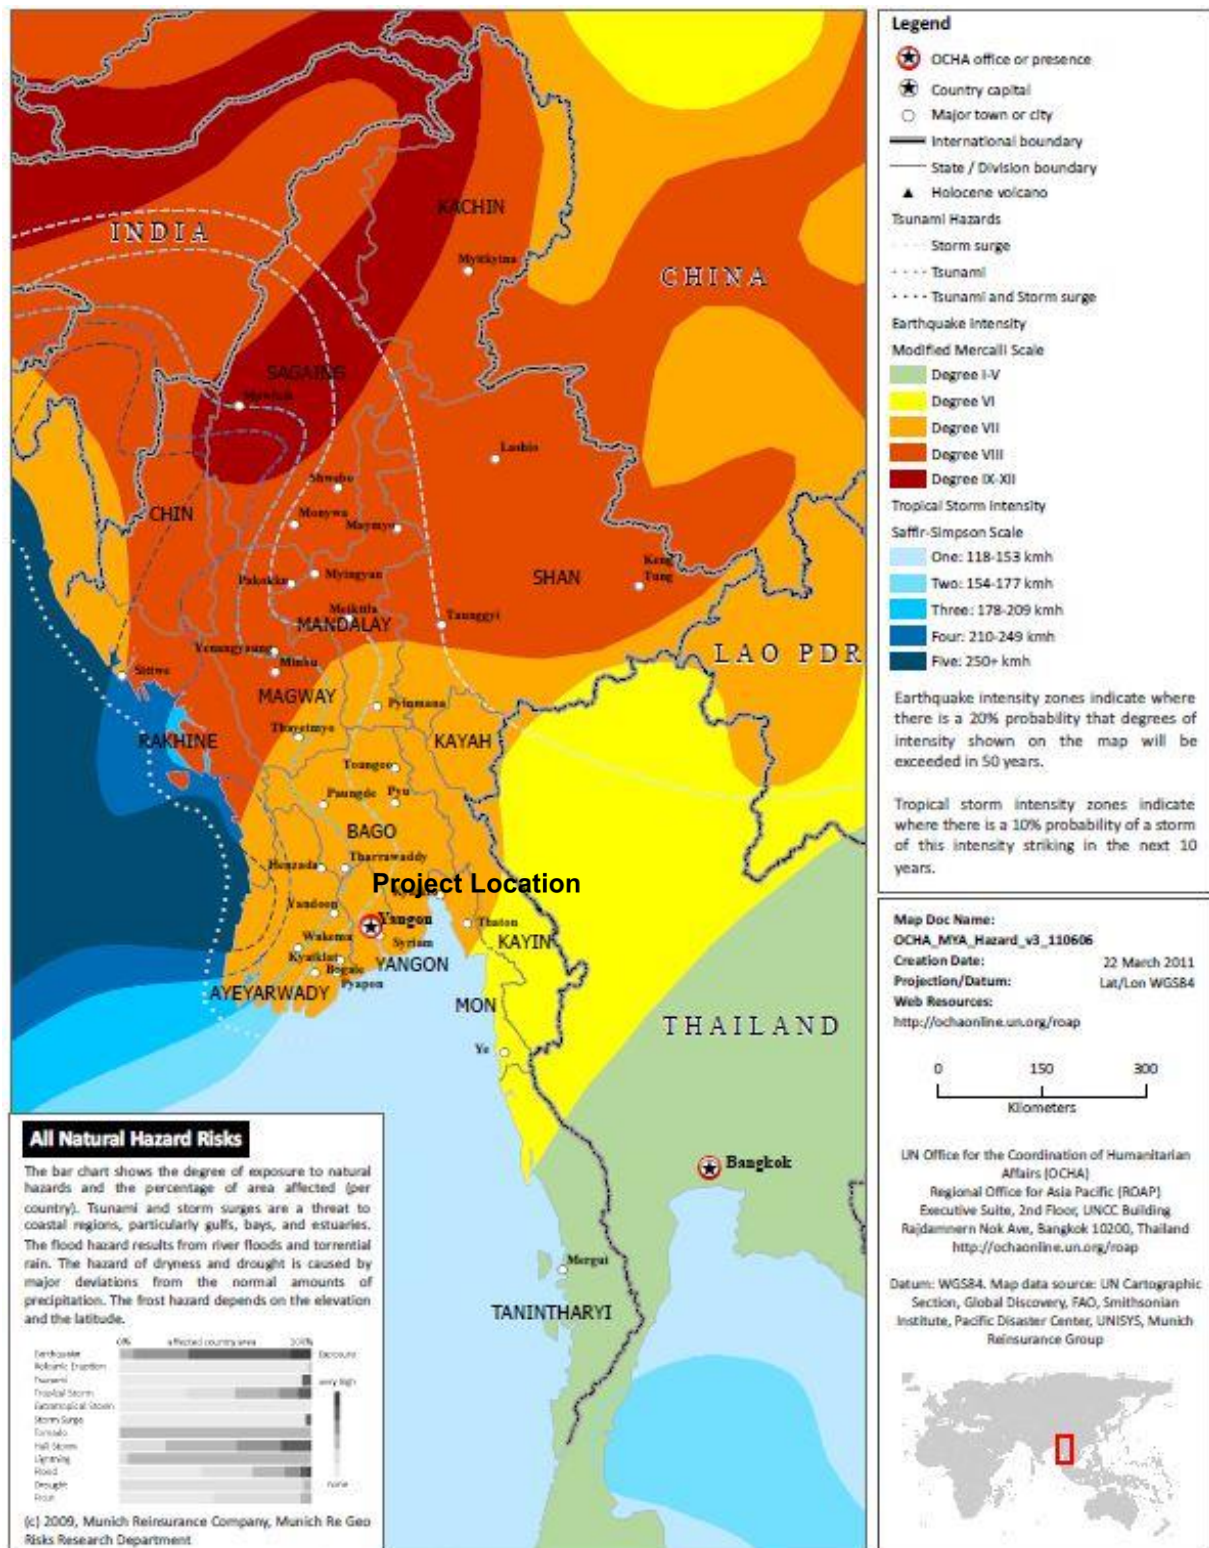 KACHIN
INDIA
Myitkyina
CHINA
SAGAING
Lashio
Shwebo
CHIN
Monywa
Maymyo
Keng
Tung
Myingyan
SHAN
Pakokku
Meiktila
MANDALAY
Taunggyi
Yenangyaung
LAO PDR
Minbu
Sittwe
MAGWAY
Pyinmana
Thayetmyo
RAKHINE
KAYAH
Toungoo
Paungde
Pyu
BAGO
Henzada
Tharrawaddy
Project Location
Yandoon
Yangon
Thaton
Wakema
Syriam
KAYIN
Kyaiklat
YANGON
Bogale
Pyapon
AYEYARWADY
MON
THAILAND
Ye
Bangkok
Mergui
TANINTHARYI
All Natural Hazard Risks
The bar chart shows the degree of exposure to natural
hazards and the percentage of area affected (per
country). Tsunami and storm surges are a threat to
coastal regions, particularly gulfs, bays, and estuaries.
The flood hazard results from river floods and torrential
rain. The hazard of dryness and drought is caused by
major deviations from the normal amounts of
precipitation. The frost hazard depends on the elevation
and the latitude.
0% affected country area 100%
Earthquake
Exposure
Volcanic Eruption
Tsunami
very high
Tropical Storm
Extratropical Storm
Storm Surge
Tornado
Hail Storm
Lightning
Flood
Drought
none
Frost
(c) 2009, Munich Reinsurance Company, Munich Re Geo
Risks Research Department
Legend
OCHA office or presence
Country capital
Major town or city
International boundary
State / Division boundary
Holocene volcano
Tsunami Hazards
Storm surge
Tsunami
Tsunami and Storm surge
Earthquake Intensity
Modified Mercalli Scale
Degree I-V
Degree VI
Degree VII
Degree VIII
Degree IX-XII
Tropical Storm Intensity
Saffir-Simpson Scale
One: 118-153 kmh
Two: 154-177 kmh
Three: 178-209 kmh
Four: 210-249 kmh
Five: 250+ kmh
Earthquake intensity zones indicate where
there is a 20% probability that degrees of
intensity shown on the map will be
exceeded in 50 years.
Tropical storm intensity zones indicate
where there is a 10% probability of a storm
of this intensity striking in the next 10
years.
Map Doc Name:
OCHA_MYA_Hazard_v3_110606
Creation Date: 22 March 2011
Projection/Datum: Lat/Lon WGS84
Web Resources:
http://ochaonline.un.org/roap
0 150 300
Kilometers
UN Office for the Coordination of Humanitarian
Affairs (OCHA)
Regional Office for Asia Pacific (ROAP)
Executive Suite, 2nd Floor, UNCC Building
Rajdamnern Nok Ave, Bangkok 10200, Thailand
http://ochaonline.un.org/roap
Datum: WGS84. Map data source: UN Cartographic
Section, Global Discovery, FAO, Smithsonian
Institute, Pacific Disaster Center, UNISYS, Munich
Reinsurance Group